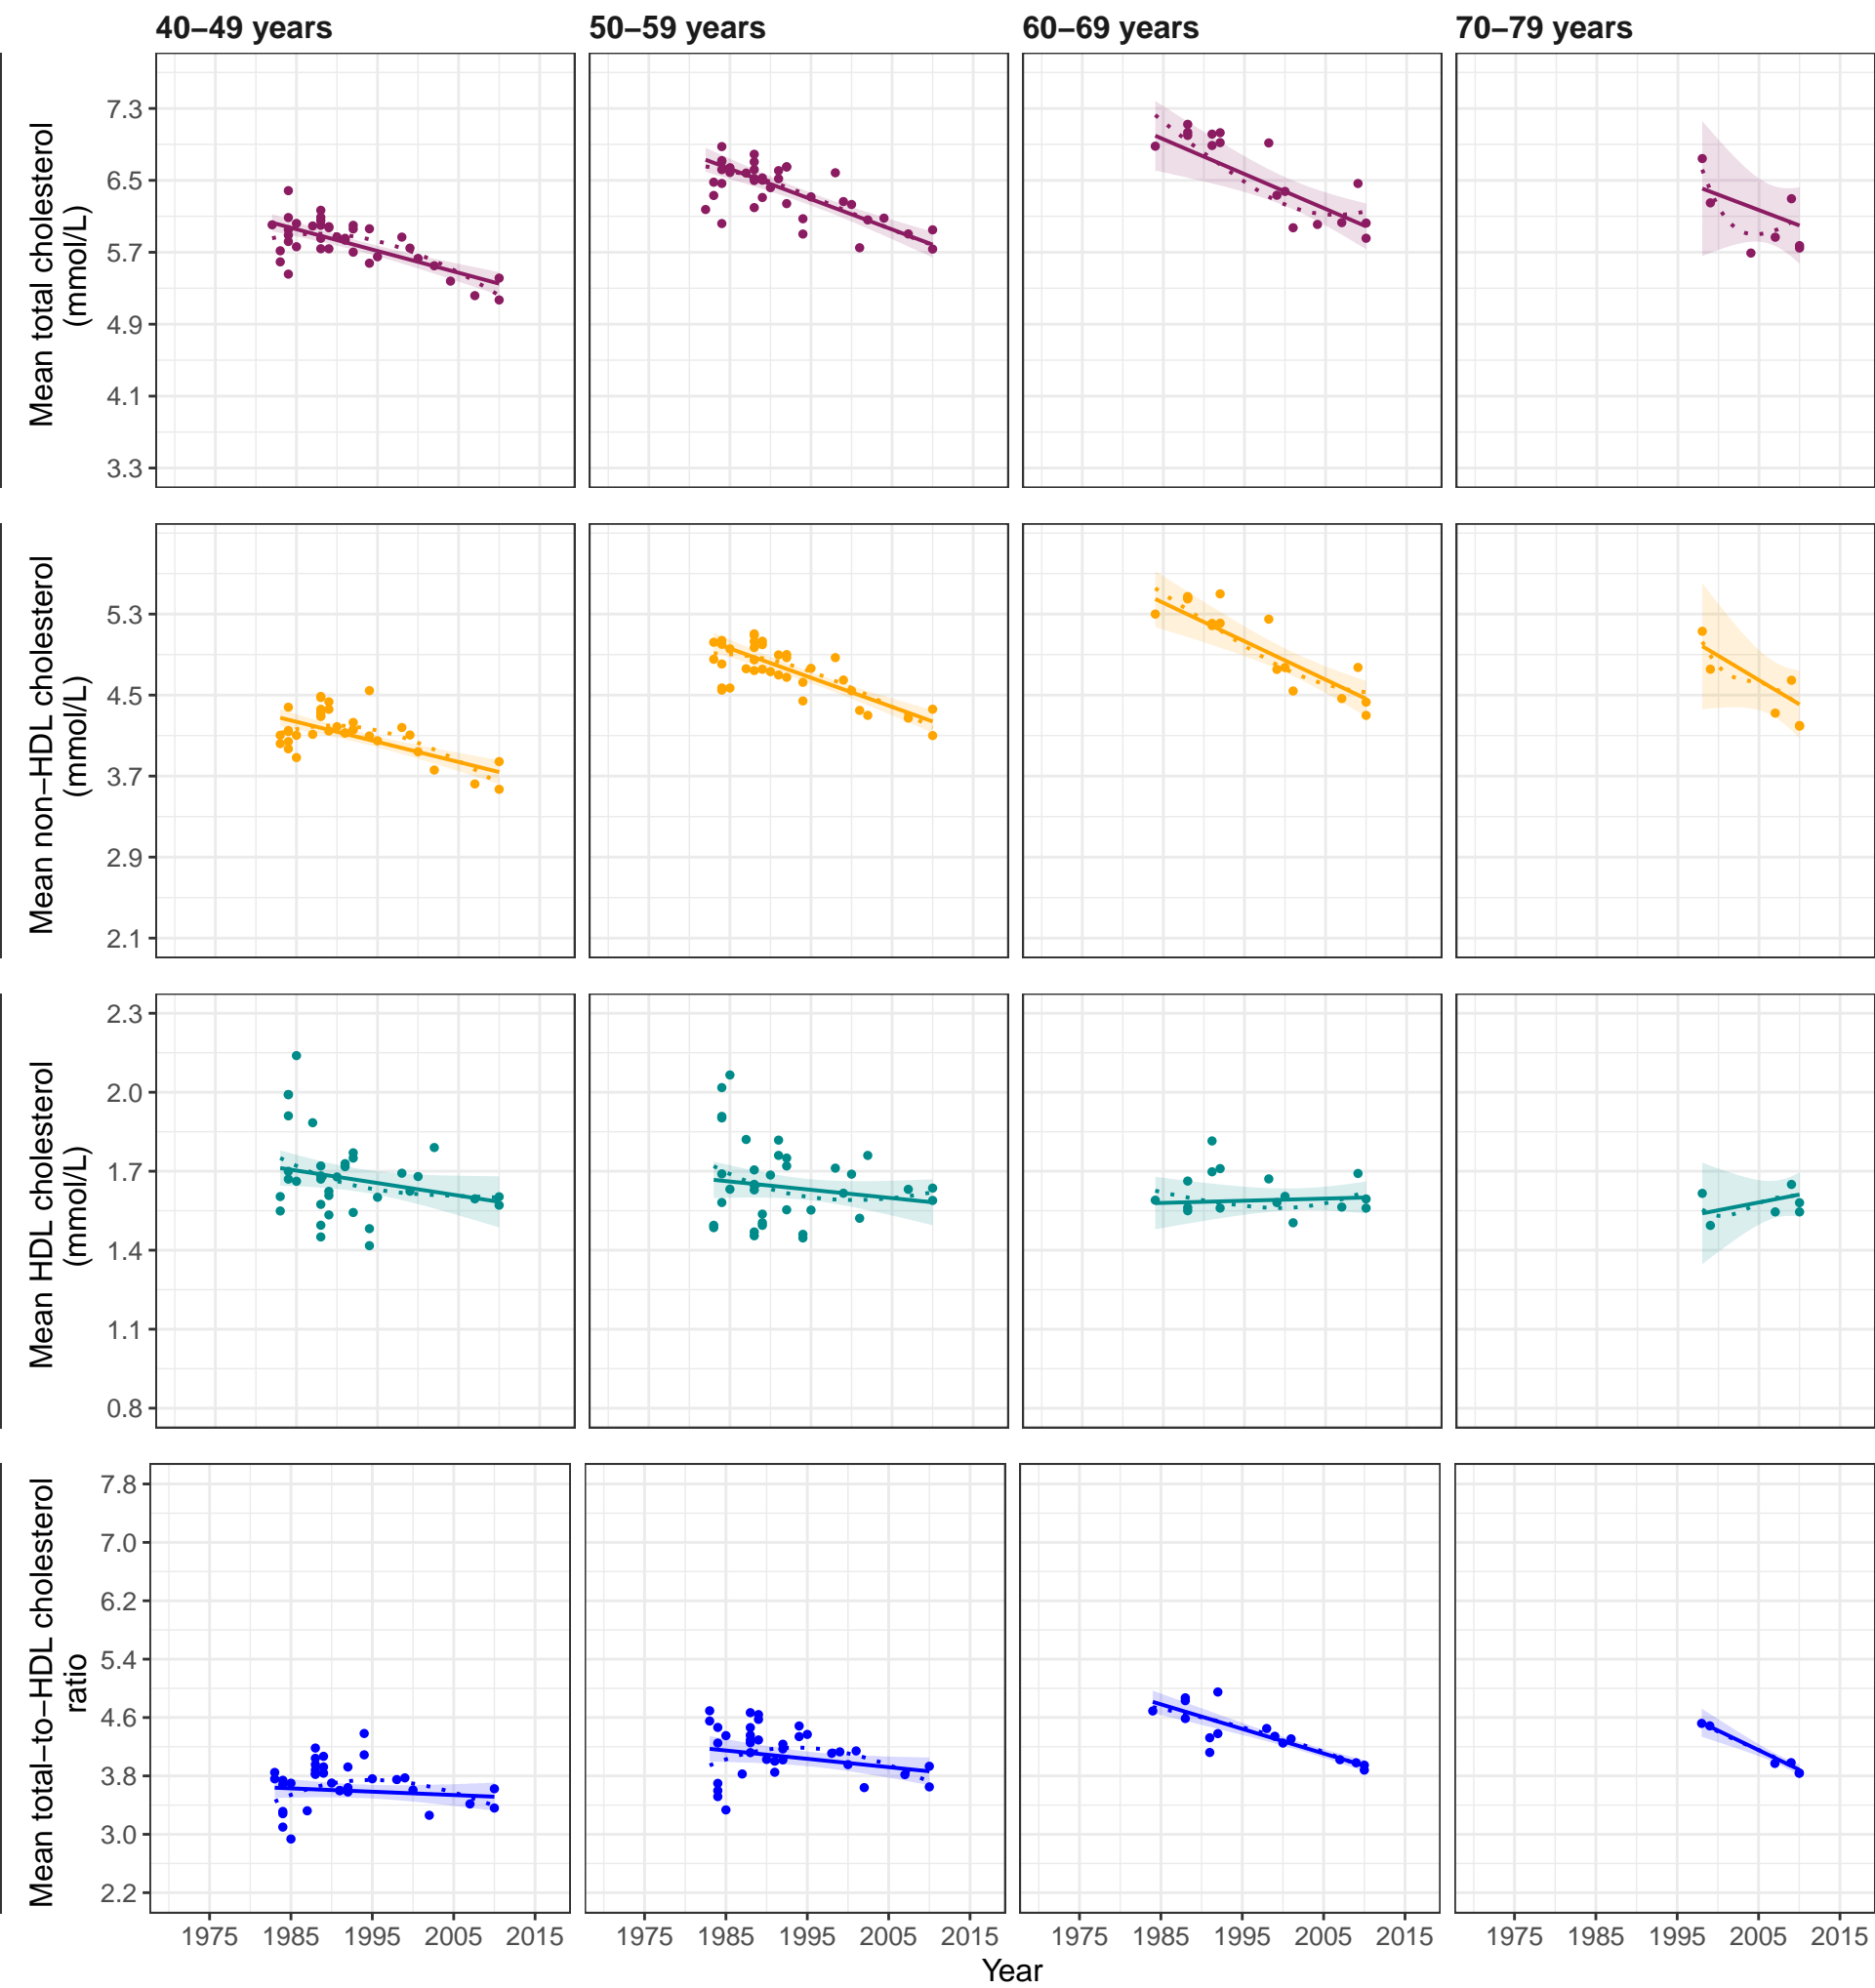 40–49 years
50–59 years
60–69 years
70–79 years
Mean total cholesterol
(mmol/L)
7.3
6.5
5.7
4.9
4.1
3.3
Mean non–HDL cholesterol
(mmol/L)
5.3
4.5
3.7
2.9
2.1
Mean HDL cholesterol
(mmol/L)
2.3
2.0
1.7
1.4
1.1
0.8
Mean total–to–HDL cholesterol
ratio
7.8
7.0
6.2
5.4
4.6
3.8
3.0
2.2
1975 1985 1995 2005 2015 1975 1985 1995 2005 2015 1975 1985 1995 2005 2015 1975 1985 1995 2005 2015
Year